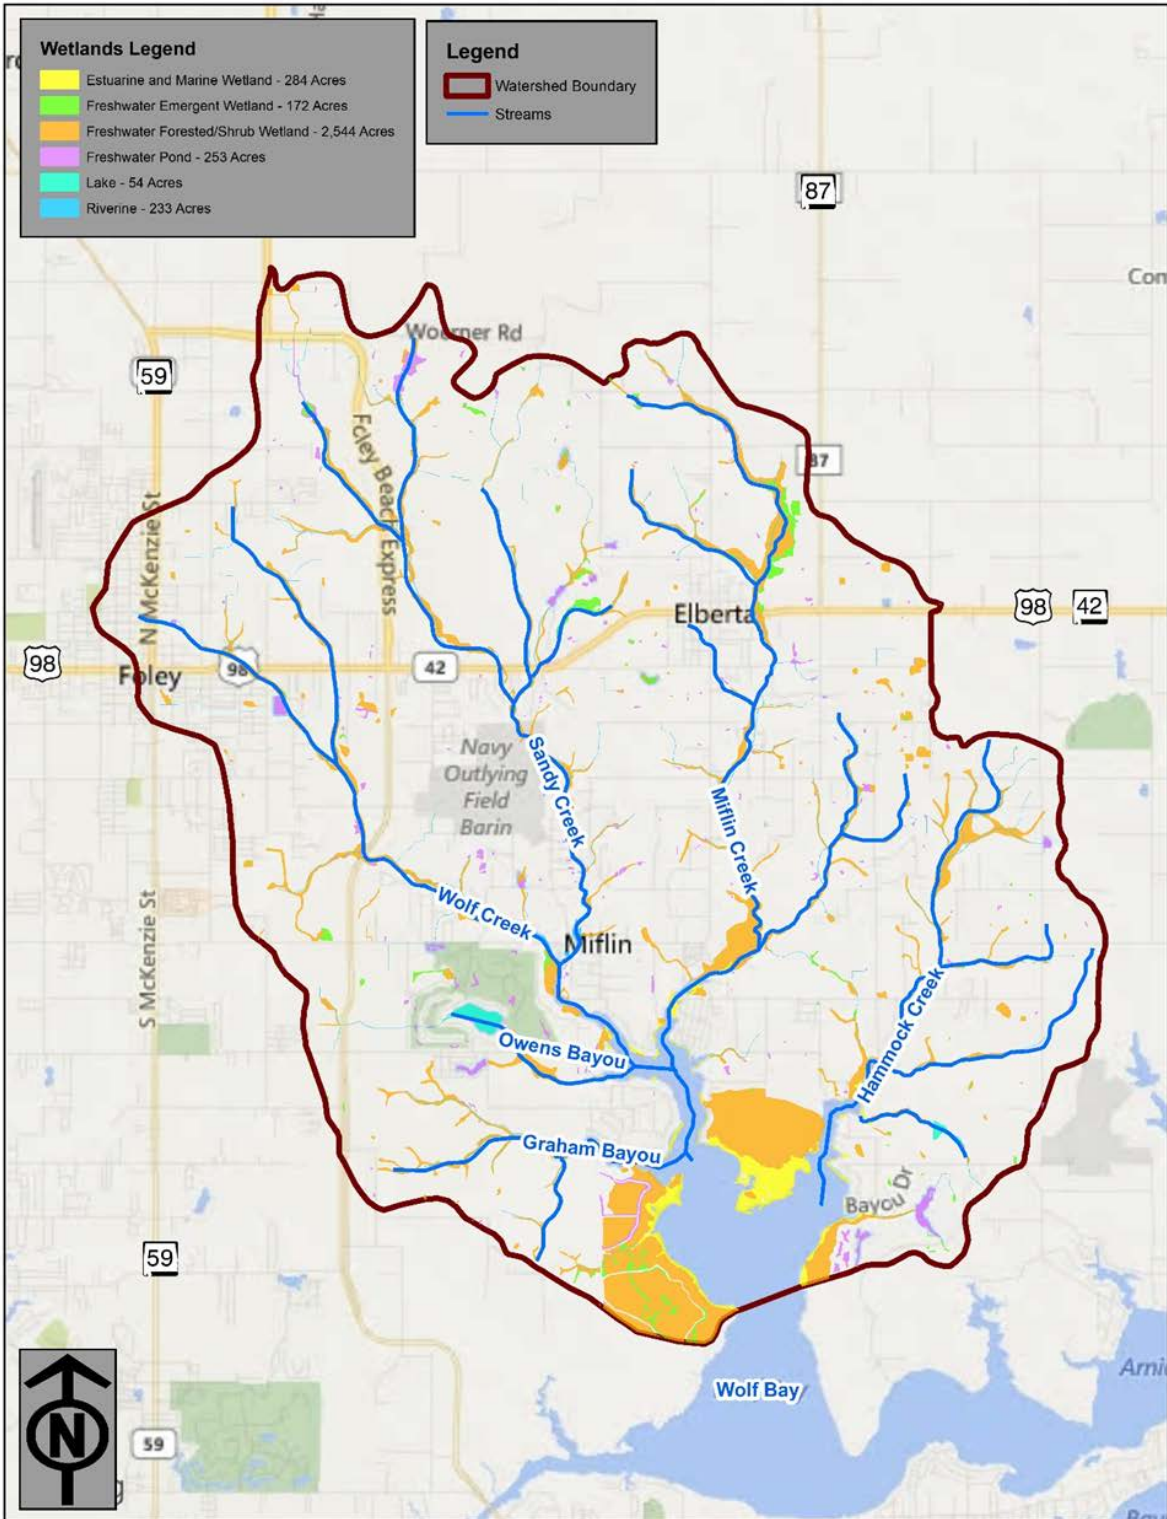 Wetlands Legend
Estuarine and Marine Wetland - 284 Acres
Freshwater Emergent Wetland - 172 Acres
Freshwater Forested/Shrub Wetland - 2,544 Acres
Freshwater Pond - 253 Acres
Lake - 54 Acres
Riverine - 233 Acres
Legend
Watershed Boundary
Streams
87
Com
Woerner Rd
59
Foley Beach Express
87
N McKenzie St
Elberta
98
42
98
Foley
98
42
Navy
Outlying
Field
Barin
Sandy Creek
Miflin Creek
Wolf Creek
Miflin
S McKenzie St
Hammock Creek
Owens Bayou
Graham Bayou
Bayou Dr
59
Wolf Bay
Arnic
N
59